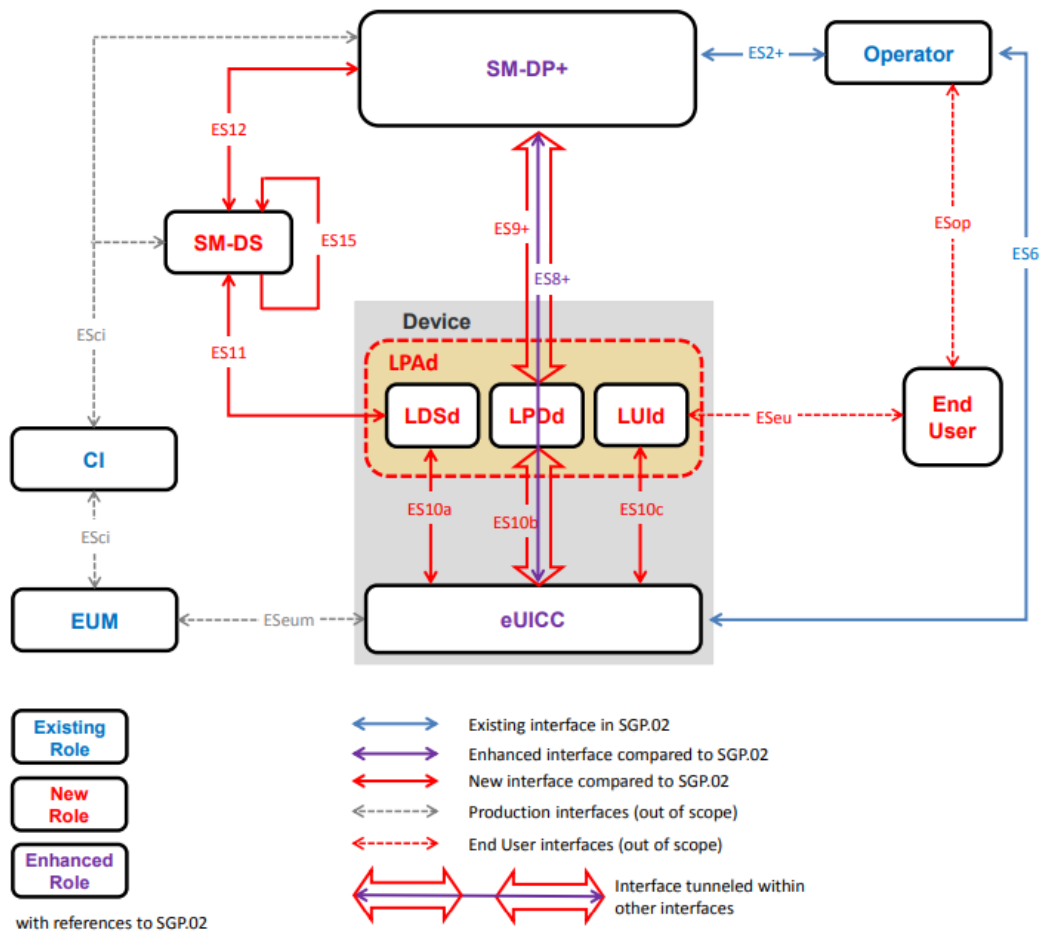 SM-DP+
ES2+
Operator
ES12
ES9+
ES8+
ESop
ES6
SM-DS
ES15
ESci
ES11
Device
LPAd
LDSd
LPDd
LUId
ESeu
End
User
CI
ESci
ES10a
ES10b
ES10c
EUM
ESeum
eUICC
Existing
Role
New
Role
Enhanced
Role
with references to SGP.02
Existing interface in SGP.02
Enhanced interface compared to SGP.02
New interface compared to SGP.02
Production interfaces (out of scope)
End User interfaces (out of scope)
Interface tunneled within
other interfaces